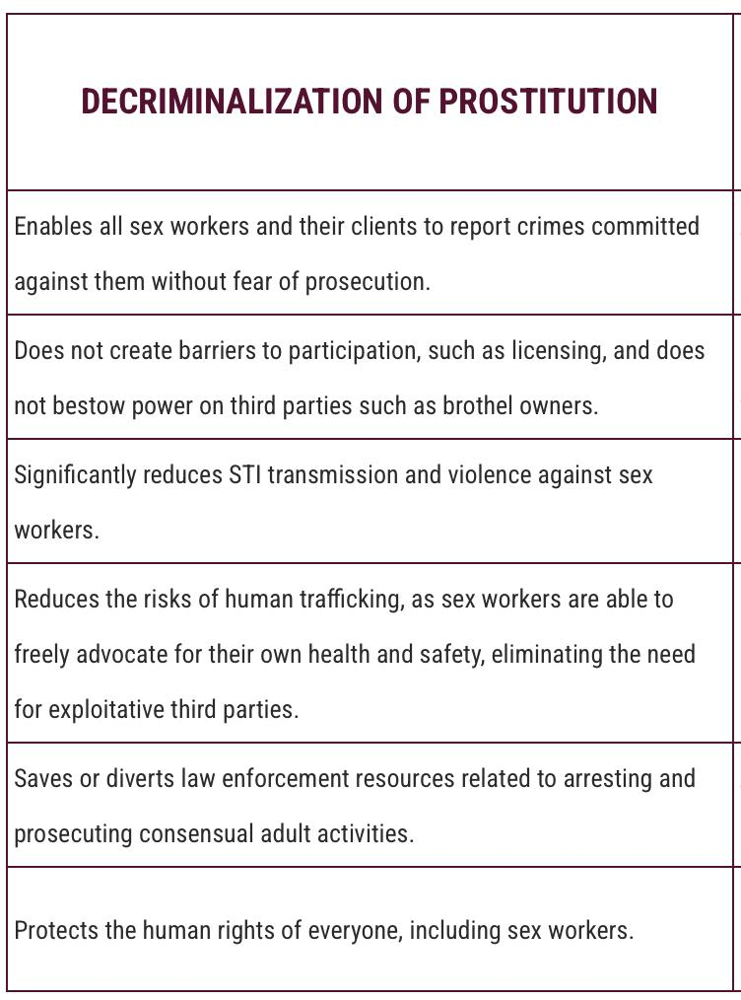 DECRIMINALIZATION OF PROSTITUTION
Enables all sex workers and their clients to report crimes committed
against them without fear of prosecution.
Does not create barriers to participation, such as licensing, and does
not bestow power on third parties such as brothel owners.
Significantly reduces STI transmission and violence against sex
workers.
Reduces the risks of human trafficking, as sex workers are able to
freely advocate for their own health and safety, eliminating the need
for exploitative third parties.
Saves or diverts law enforcement resources related to arresting and
prosecuting consensual adult activities.
Protects the human rights of everyone, including sex workers.